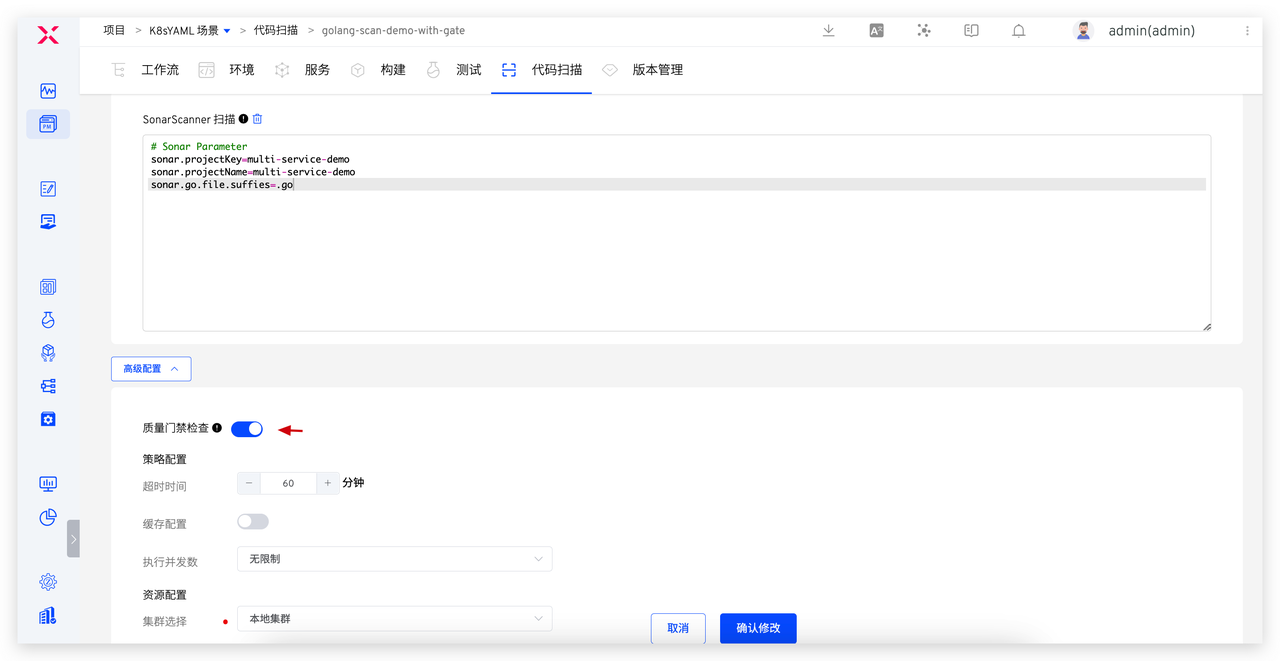 项目 > K8sYAML 场景 > 代码扫描 > golang-scan-demo-with-gate
admin(admin)
工作流 环境 服务 构建 测试 代码扫描 版本管理
SonarScanner 扫描
# Sonar Parameter
sonar.projectKey=multi-service-demo
sonar.projectName=multi-service-demo
sonar.go.file.suffies=.go
高级配置
质量门禁检查
策略配置
超时时间 − 60 + 分钟
缓存配置
执行并发数 无限制
资源配置
集群选择 本地集群
取消 确认修改